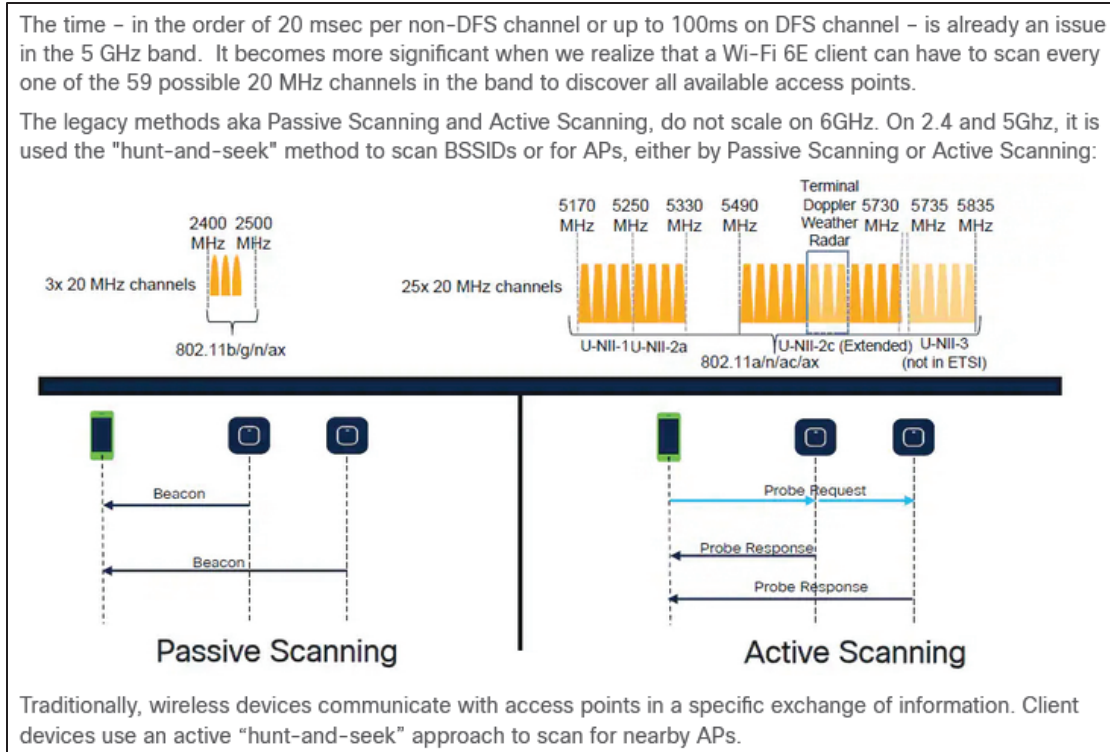 The time – in the order of 20 msec per non-DFS channel or up to 100ms on DFS channel – is already an issue
in the 5 GHz band.  It becomes more significant when we realize that a Wi-Fi 6E client can have to scan every
one of the 59 possible 20 MHz channels in the band to discover all available access points.
The legacy methods aka Passive Scanning and Active Scanning, do not scale on 6GHz. On 2.4 and 5Ghz, it is
used the "hunt-and-seek" method to scan BSSIDs or for APs, either by Passive Scanning or Active Scanning:
2400 MHz
2500 MHz
3x 20 MHz channels
802.11b/g/n/ax
5170 MHz
5250 MHz
5330 MHz
5490 MHz
Terminal
Doppler
Weather
Radar
5730 MHz
5735 MHz
5835 MHz
25x 20 MHz channels
U-NII-1
U-NII-2a
U-NII-2c (Extended)
U-NII-3
(not in ETSI)
802.11a/n/ac/ax
Beacon
Beacon
Passive Scanning
Probe Request
Probe Response
Probe Response
Active Scanning
Traditionally, wireless devices communicate with access points in a specific exchange of information. Client
devices use an active “hunt-and-seek” approach to scan for nearby APs.